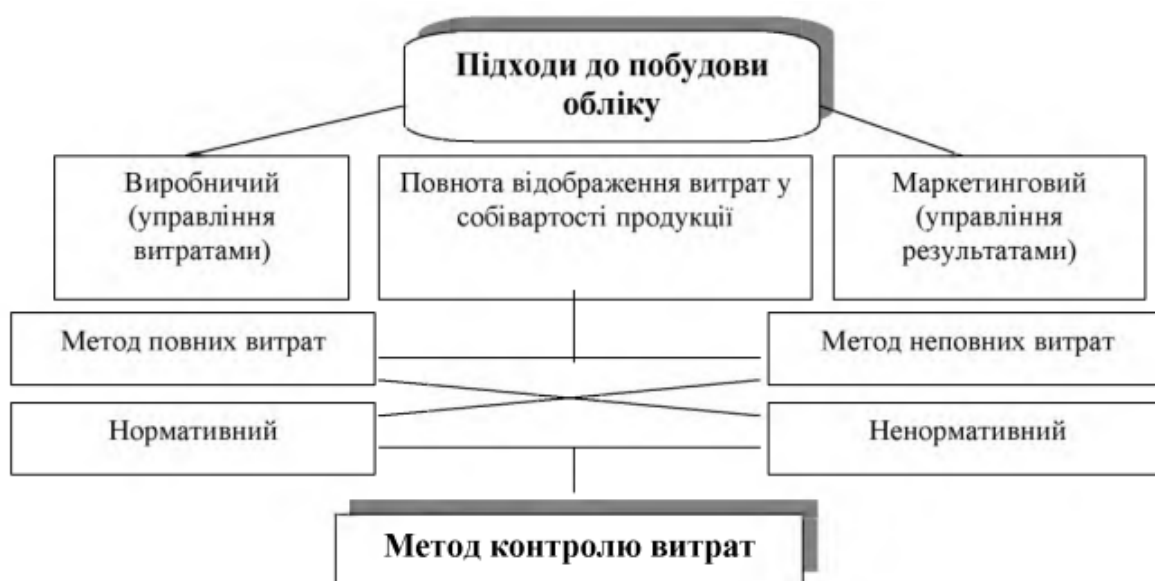 Підходи до побудови
обліку
Виробничий
(управління
витратами)
Повнота відображення витрат у
собівартості продукції
Маркетинговий
(управління
результатами)
Метод повних витрат
Метод неповних витрат
Нормативний
Ненормативний
Метод контролю витрат